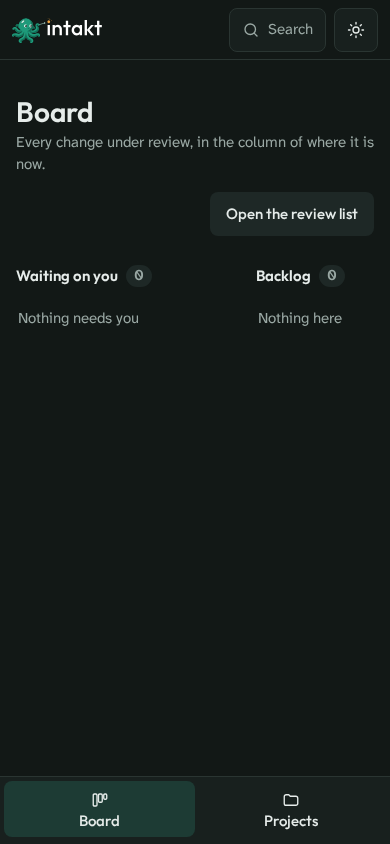 intakt
Search
Board
Every change under review, in the column of where it is
now.
Open the review list
Waiting on you 0
Backlog 0
Nothing needs you
Nothing here
Board
Projects